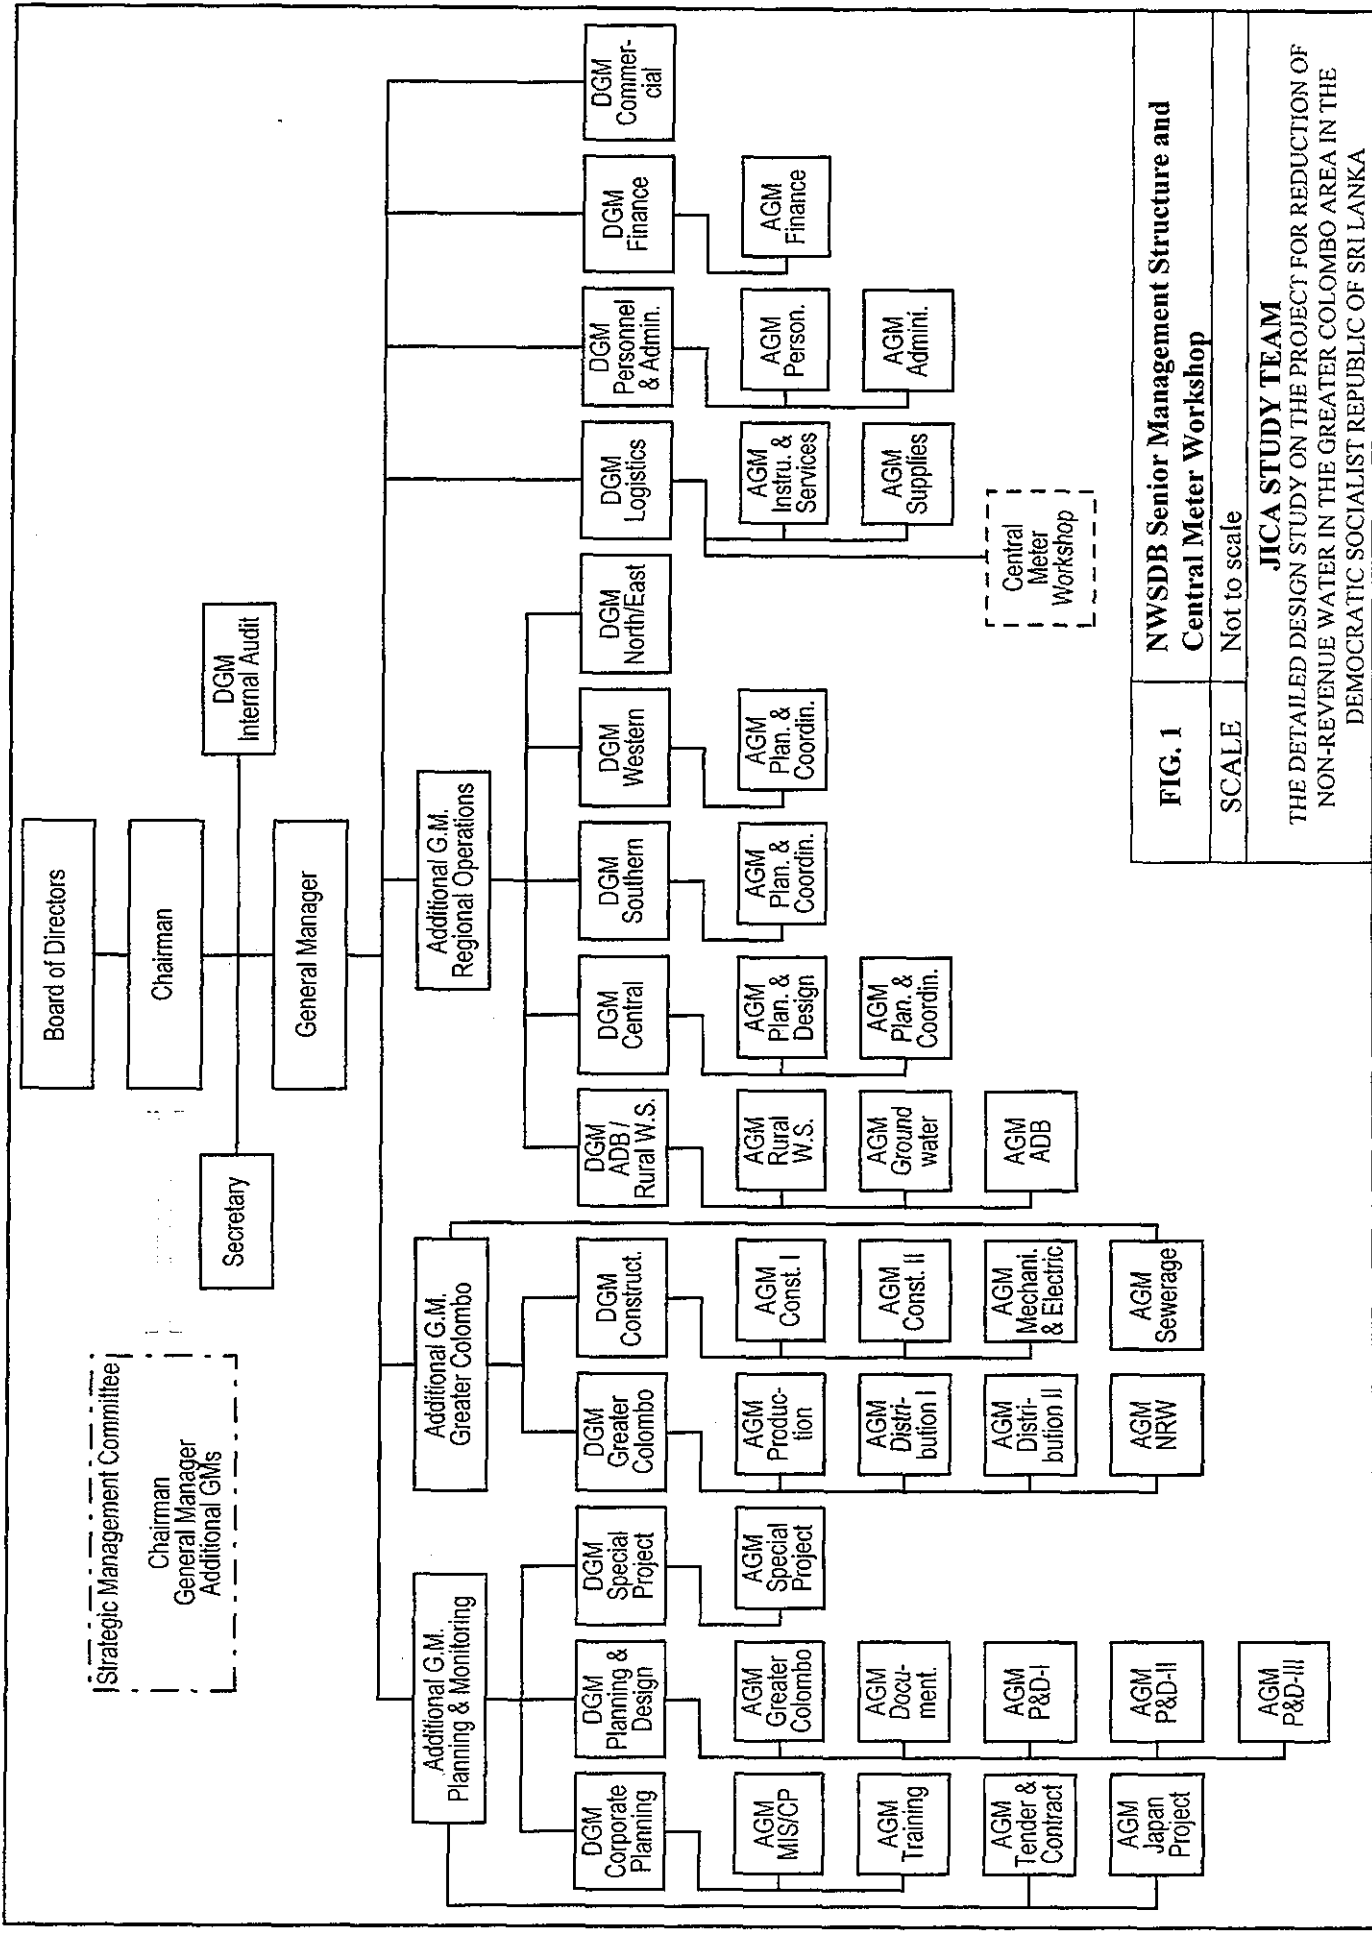 Board of Directors
Chairman
Secretary
DGM
Internal Audit
General Manager
Strategic Management Committee
Chairman
General Manager
Additional GMs
Additional G.M.
Planning & Monitoring
Additional G.M.
Greater Colombo
Additional G.M.
Regional Operations
DGM
Corporate
Planning
DGM
Planning &
Design
DGM
Special
Project
DGM
Greater
Colombo
DGM
Construct.
DGM
ADB /
Rural W.S.
DGM
Central
DGM
Southern
DGM
Western
DGM
North/East
DGM
Logistics
DGM
Personnel
& Admin.
DGM
Finance
DGM
Commer-
cial
AGM
MIS/CP
AGM
Greater
Colombo
AGM
Special
Project
AGM
Produc-
tion
AGM
Const. I
AGM
Rural
W.S.
AGM
Plan. &
Design
AGM
Plan. &
Coordin.
AGM
Plan. &
Coordin.
AGM
Instru. &
Services
AGM
Person.
AGM
Finance
AGM
Training
AGM
Docu-
ment.
AGM
Distri-
bution I
AGM
Const. II
AGM
Ground
water
AGM
Plan. &
Coordin.
AGM
Supplies
AGM
Admini.
AGM
Tender &
Contract
AGM
P&D-I
AGM
Distri-
bution II
AGM
Mechani.
& Electric
AGM
ADB
Central
Meter
Workshop
AGM
Japan
Project
AGM
P&D-II
AGM
NRW
AGM
Sewerage
AGM
P&D-III
FIG. 1
NWSDB Senior Management Structure and
Central Meter Workshop
SCALE
Not to scale
JICA STUDY TEAM
THE DETAILED DESIGN STUDY ON THE PROJECT FOR REDUCTION OF
NON-REVENUE WATER IN THE GREATER COLOMBO AREA IN THE
DEMOCRATIC SOCIALIST REPUBLIC OF SRI LANKA